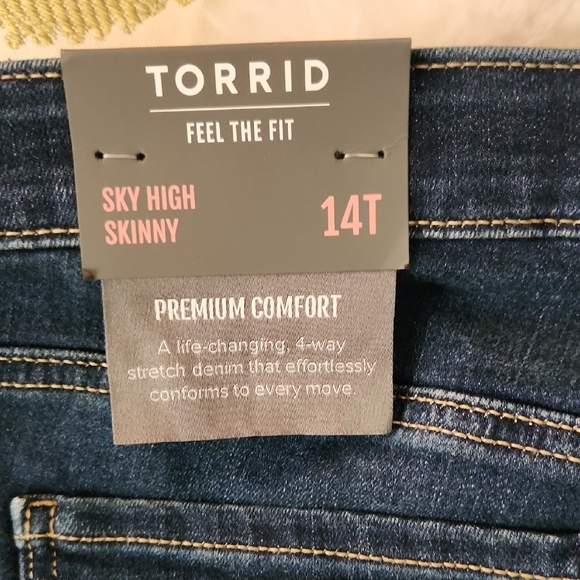 TORRID
FEEL THE FIT
SKY HIGH
SKINNY
14T
PREMIUM COMFORT
A life-changing, 4-way
stretch denim that effortlessly
conforms to every move.